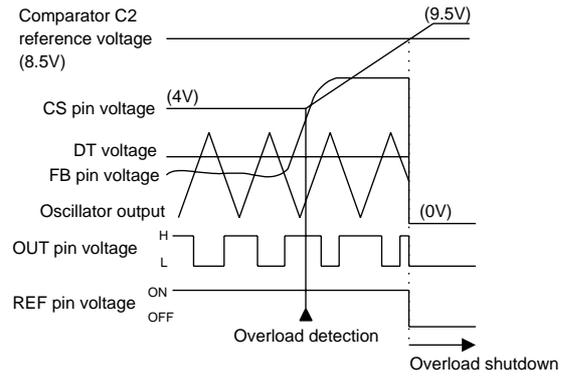 Comparator C2
reference voltage
(8.5V)
(9.5V)
CS pin voltage
(4V)
DT voltage
FB pin voltage
Oscillator output
(0V)
OUT pin voltage
H
L
REF pin voltage
ON
OFF
Overload detection
Overload shutdown